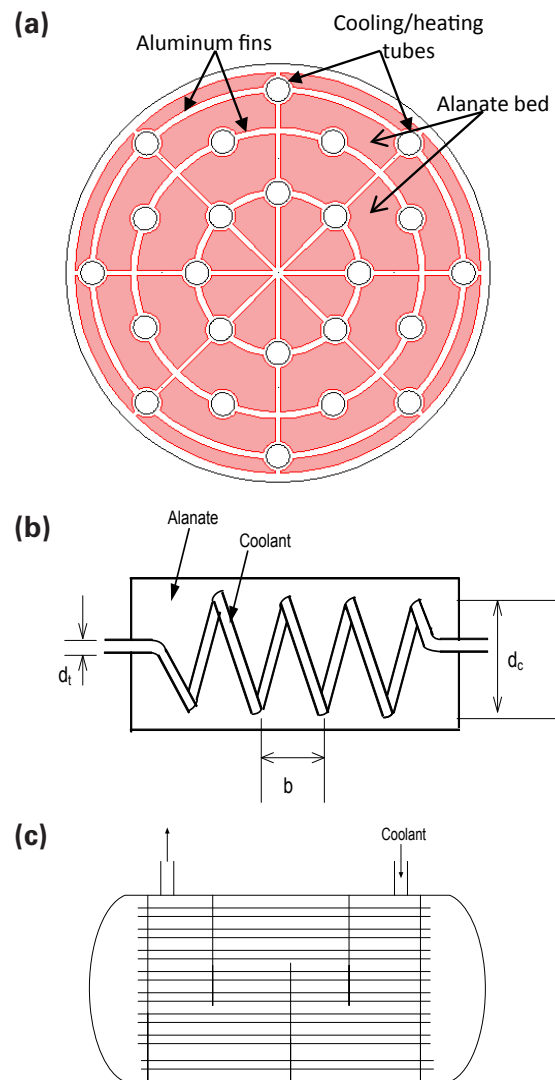 (a)
Aluminum fins
Cooling/heating
tubes
Alanate bed
(b)
Alanate
Coolant
dt
dc
b
(c)
Coolant